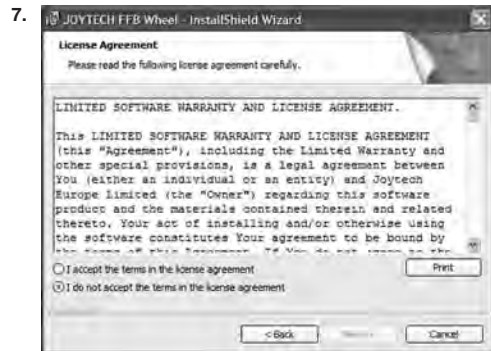 7.
JOYTECH FFB Wheel - InstallShield Wizard
License Agreement
Please read the following license agreement carefully.
LIMITED SOFTWARE WARRANTY AND LICENSE AGREEMENT.
This LIMITED SOFTWARE WARRANTY AND LICENSE AGREEMENT
(this "Agreement"), including the Limited Warranty and
other special provisions, is a legal agreement between
You (either an individual or an entity) and Joytech
Europe Limited (the "Owner") regarding this software
product and the materials contained therein and related
thereto. Your act of installing and/or otherwise using
the software constitutes Your agreement to be bound by
I accept the terms in the license agreement
Print
I do not accept the terms in the license agreement
< Back
Cancel